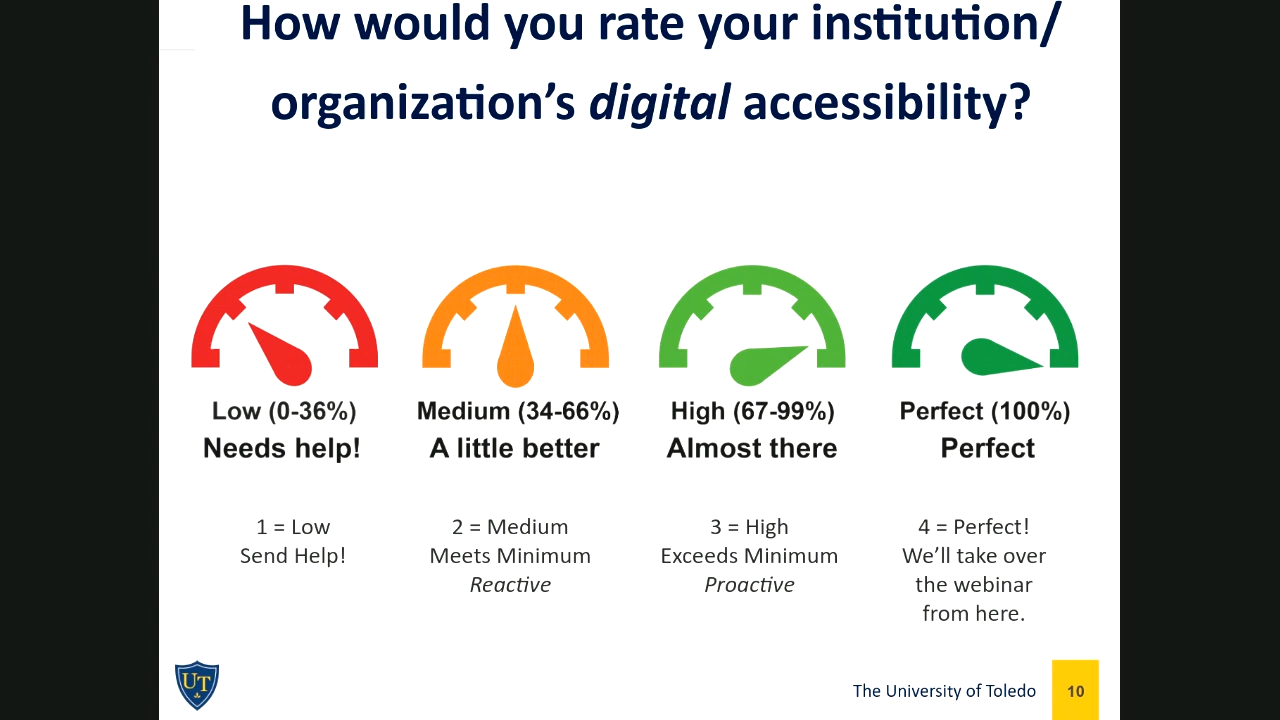 How would you rate your institution/
organization’s digital accessibility?
Low (0-36%)
Needs help!
Medium (34-66%)
A little better
High (67-99%)
Almost there
Perfect (100%)
Perfect
1 = Low
Send Help!
2 = Medium
Meets Minimum
Reactive
3 = High
Exceeds Minimum
Proactive
4 = Perfect!
We’ll take over
the webinar
from here.
UT
The University of Toledo
10